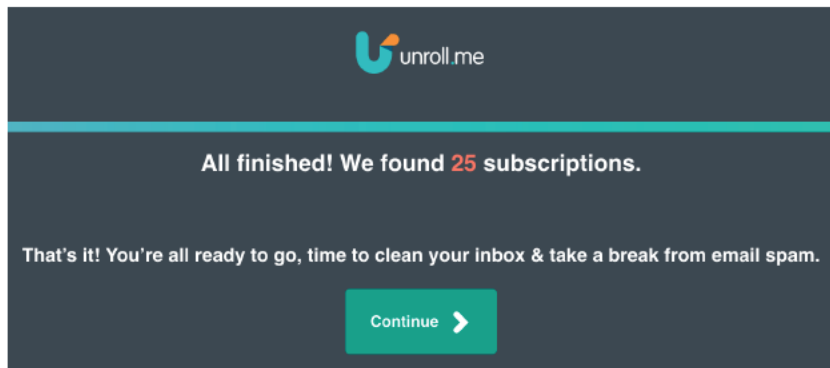 unroll.me
All finished! We found 25 subscriptions.
That's it! You're all ready to go, time to clean your inbox & take a break from email spam.
Continue